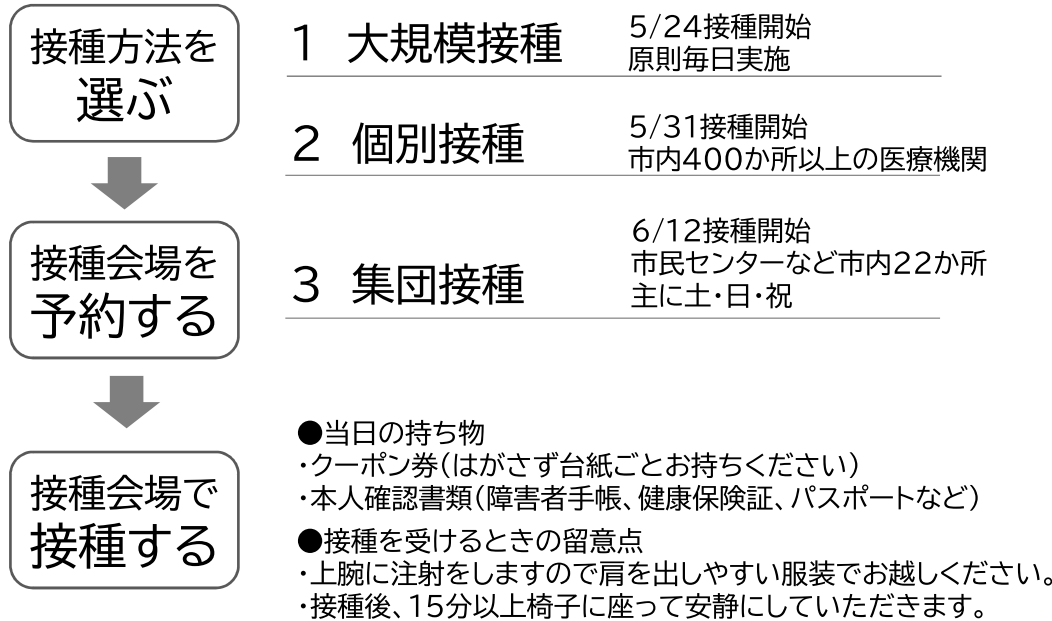 接種方法を
選ぶ
1 大規模接種
5/24接種開始
原則毎日実施
2 個別接種
5/31接種開始
市内400か所以上の医療機関
接種会場を
予約する
3 集団接種
6/12接種開始
市民センターなど市内22か所
主に土・日・祝
接種会場で
接種する
●当日の持ち物
・クーポン券(はがさず台紙ごとお持ちください)
・本人確認書類(障害者手帳、健康保険証、パスポートなど)
●接種を受けるときの留意点
・上腕に注射をしますので肩を出しやすい服装でお越しください。
・接種後、15分以上椅子に座って安静にしていただきます。